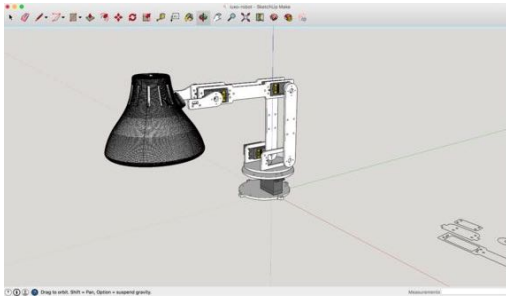 luxo-robot - SketchUp Make
Drag to orbit. Shift = Pan, Option = suspend gravity.
Measurements